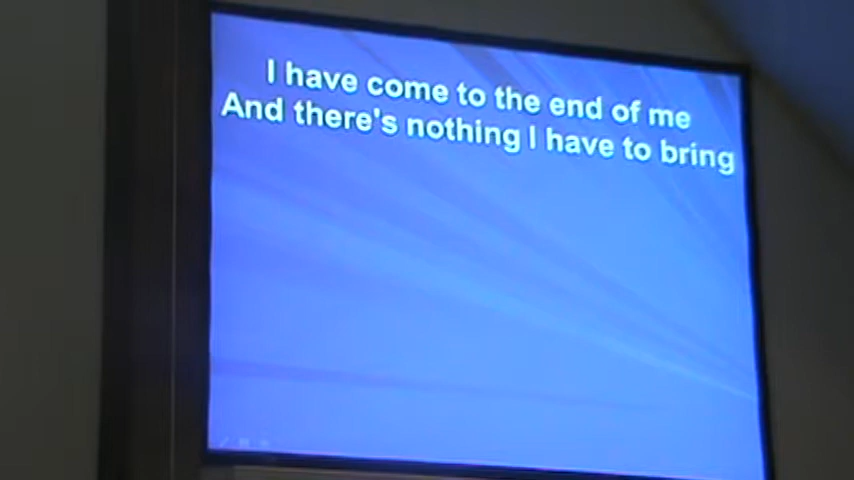 I have come to the end of me
And there's nothing I have to bring